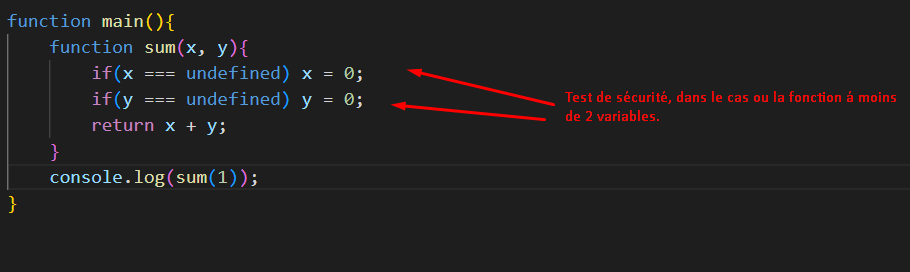 function main(){
function sum(x, y){
if(x === undefined) x = 0;
if(y === undefined) y = 0;
return x + y;
}
console.log(sum(1));
}
Test de sécurité, dans le cas ou la fonction à moins
de 2 variables.